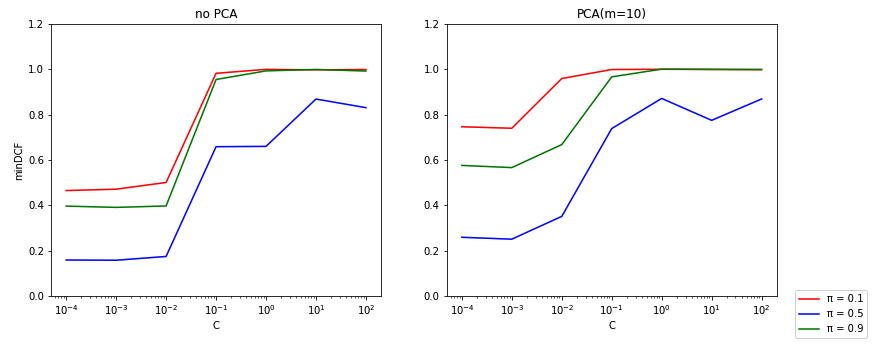 no PCA
minDCF
1.2
1.0
0.8
0.6
0.4
0.2
0.0
10⁻⁴ 10⁻³ 10⁻² 10⁻¹ 10⁰ 10¹ 10²
C
PCA(m=10)
1.2
1.0
0.8
0.6
0.4
0.2
0.0
10⁻⁴ 10⁻³ 10⁻² 10⁻¹ 10⁰ 10¹ 10²
C
π = 0.1
π = 0.5
π = 0.9